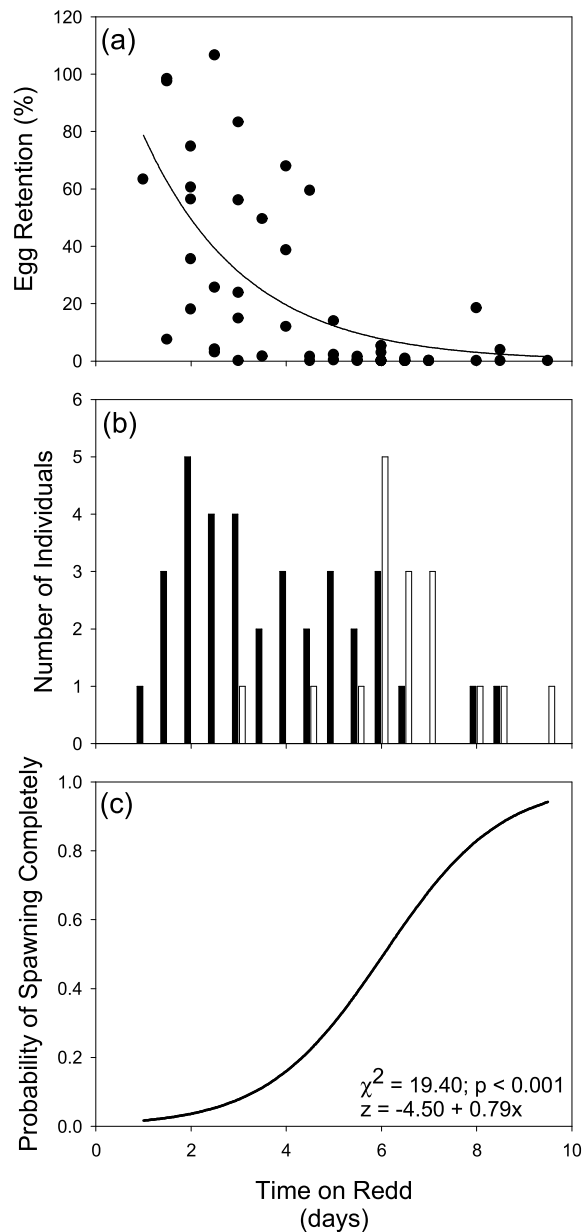 (a)
Egg Retention (%)
120
100
80
60
40
20
0
(b)
Number of Individuals
6
5
4
3
2
1
0
(c)
Probability of Spawning Completely
1.0
0.8
0.6
0.4
0.2
0.0
χ² = 19.40; p < 0.001
z = -4.50 + 0.79x
0 2 4 6 8 10
Time on Redd
(days)